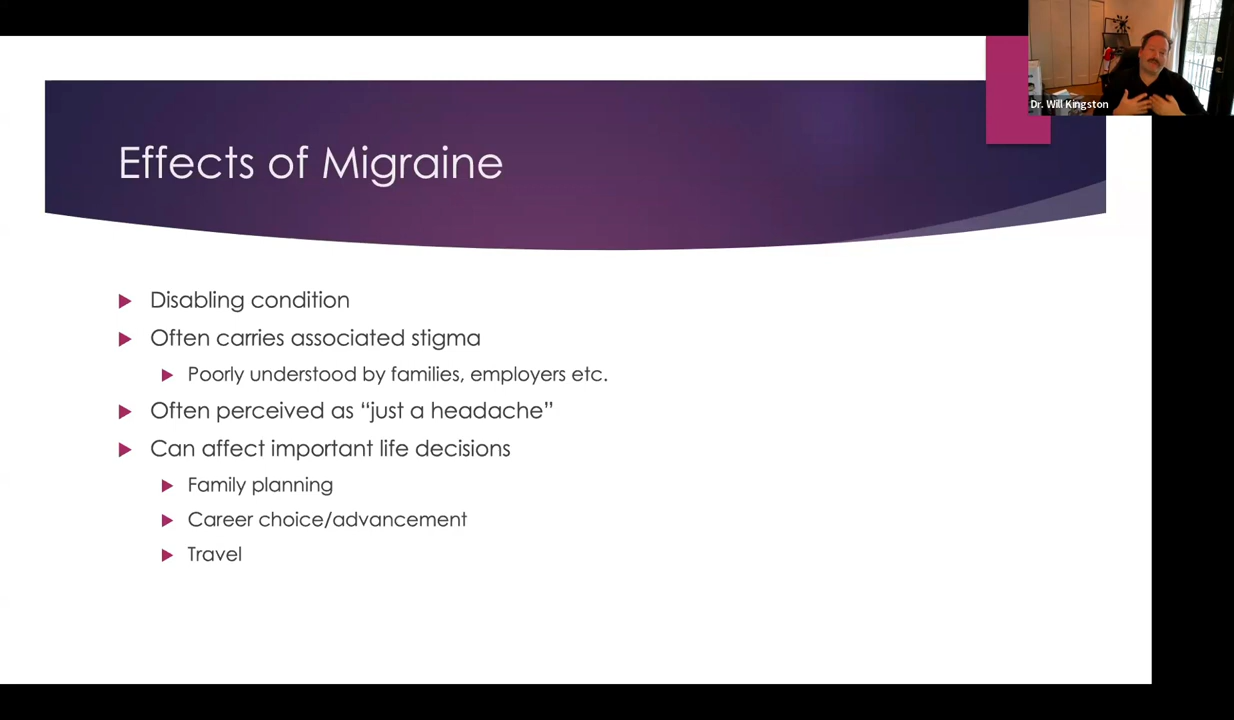 Dr. Will Kingston
Effects of Migraine
Disabling condition
Often carries associated stigma
Poorly understood by families, employers etc.
Often perceived as “just a headache”
Can affect important life decisions
Family planning
Career choice/advancement
Travel